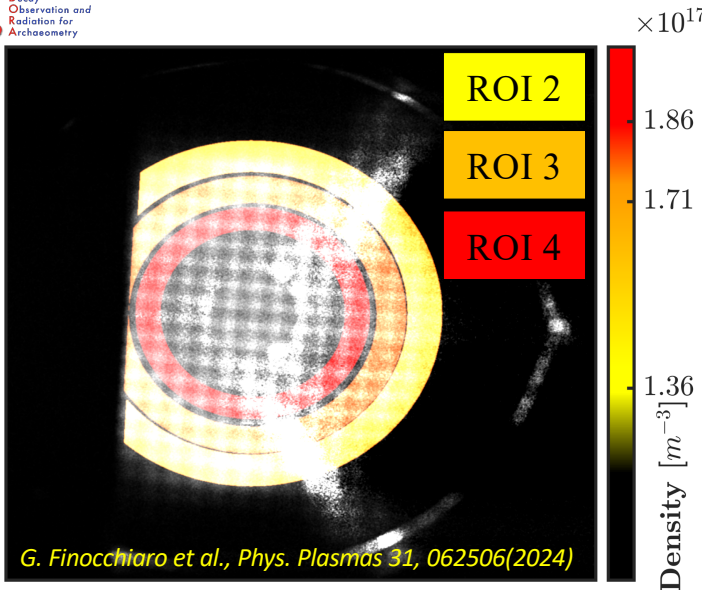 Decay
Observation and
Radiation for
Archaeometry
×10¹⁷
ROI 2
ROI 3
ROI 4
1.86
1.71
1.36
Density [m⁻³]
G. Finocchiaro et al., Phys. Plasmas 31, 062506(2024)